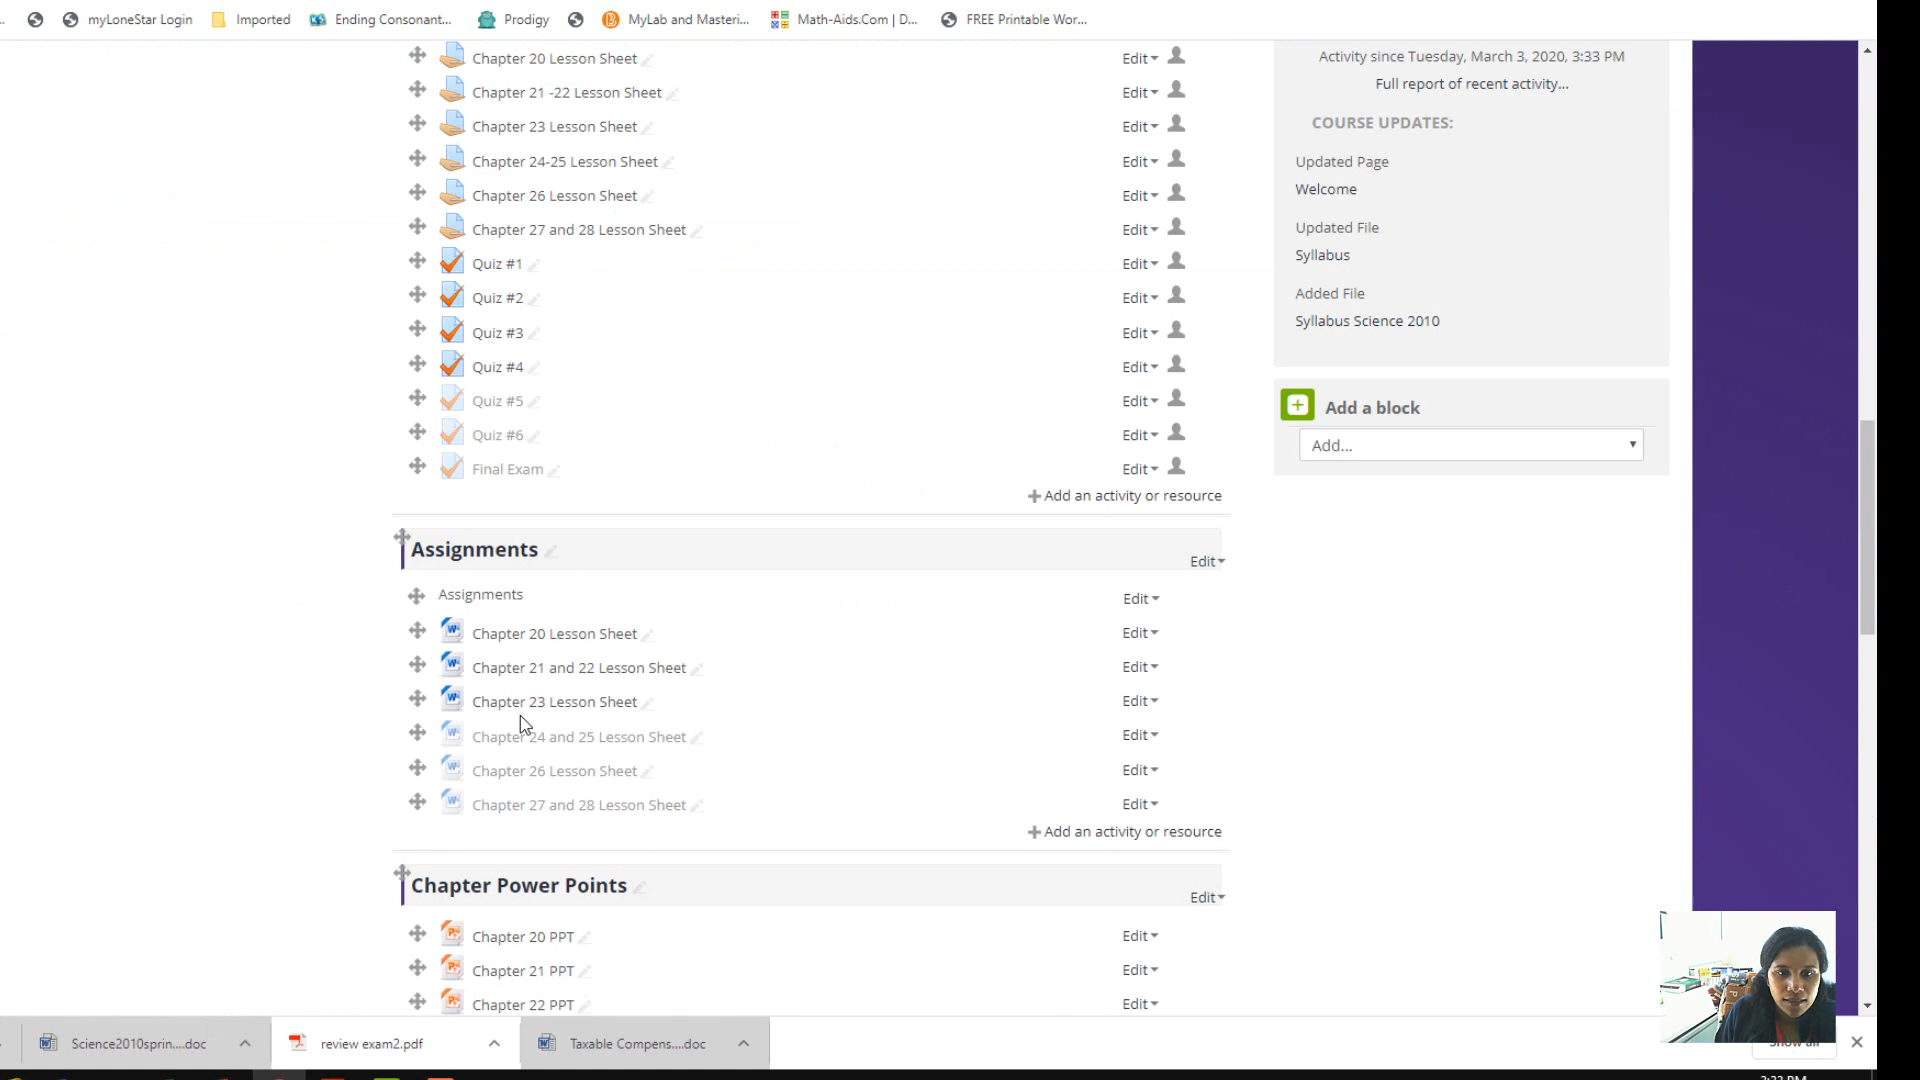 myLoneStar Login Imported Ending Consonant... Prodigy MyLab and Masteri... Math-Aids.Com | D... FREE Printable Wor...
Chapter 20 Lesson Sheet Edit
Chapter 21 -22 Lesson Sheet Edit
Chapter 23 Lesson Sheet Edit
Chapter 24-25 Lesson Sheet Edit
Chapter 26 Lesson Sheet Edit
Chapter 27 and 28 Lesson Sheet Edit
Quiz #1 Edit
Quiz #2 Edit
Quiz #3 Edit
Quiz #4 Edit
Quiz #5 Edit
Quiz #6 Edit
Final Exam Edit
Add an activity or resource
Assignments Edit
Assignments Edit
Chapter 20 Lesson Sheet Edit
Chapter 21 and 22 Lesson Sheet Edit
Chapter 23 Lesson Sheet Edit
Chapter 24 and 25 Lesson Sheet Edit
Chapter 26 Lesson Sheet Edit
Chapter 27 and 28 Lesson Sheet Edit
Add an activity or resource
Chapter Power Points Edit
Chapter 20 PPT Edit
Chapter 21 PPT Edit
Chapter 22 PPT Edit
Activity since Tuesday, March 3, 2020, 3:33 PM
Full report of recent activity...
COURSE UPDATES:
Updated Page
Welcome
Updated File
Syllabus
Added File
Syllabus Science 2010
Add a block
Add...
Science2010sprin....doc review exam2.pdf Taxable Compens....doc Show all